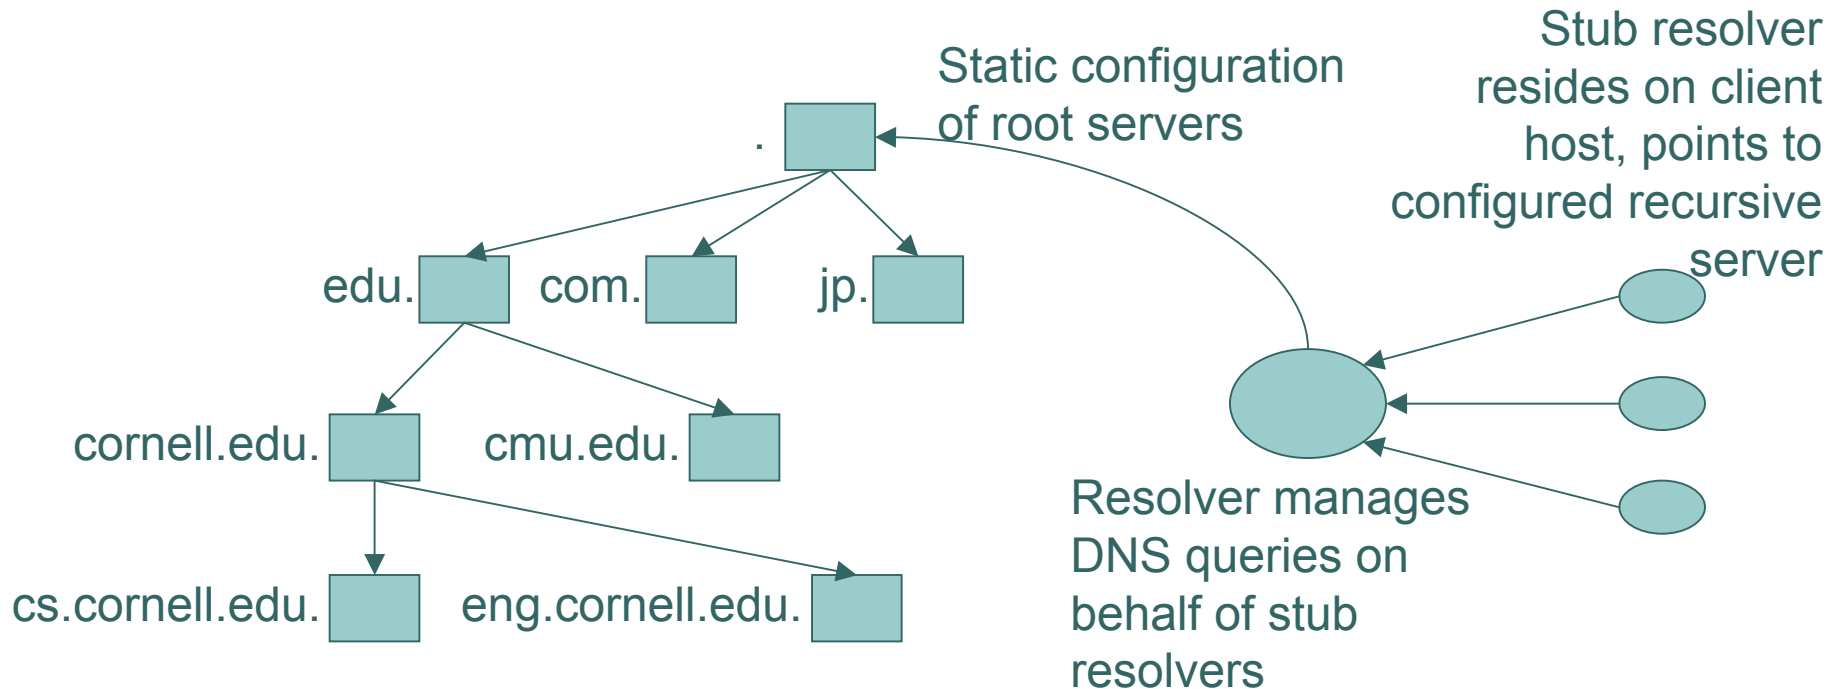 Static configuration
of root servers
Stub resolver
resides on client
host, points to
configured recursive
server
.
edu.
com.
jp.
cornell.edu.
cmu.edu.
cs.cornell.edu.
eng.cornell.edu.
Resolver manages
DNS queries on
behalf of stub
resolvers